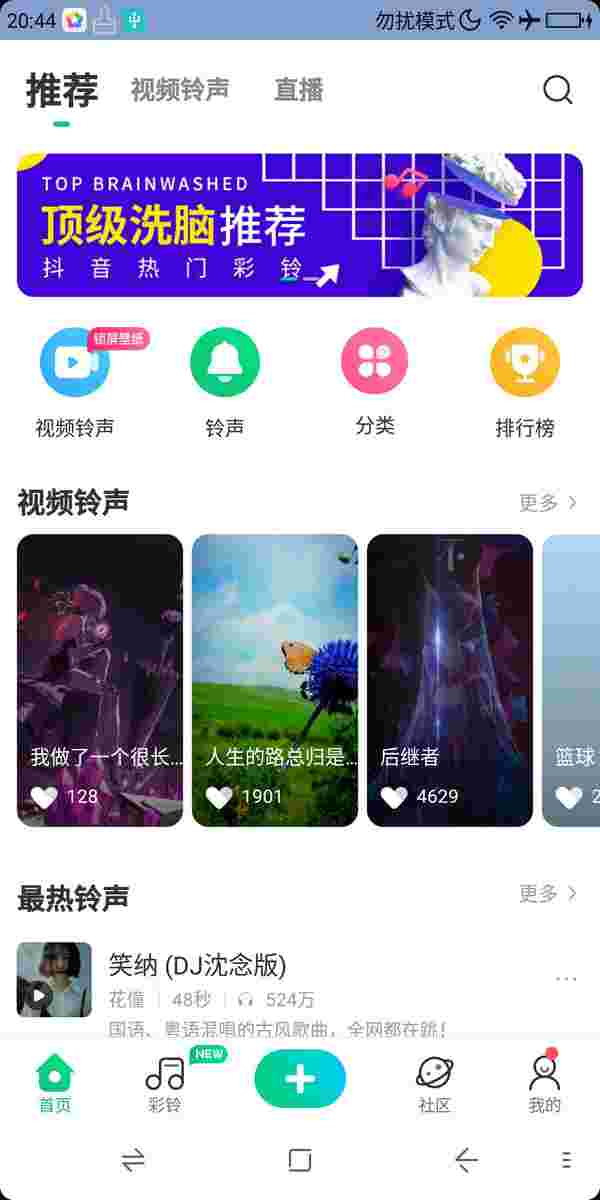 20:44 勿扰模式
推荐 视频铃声 直播
TOP BRAINWASHED
顶级洗脑推荐
抖音热门彩铃
锁屏壁纸
视频铃声 铃声 分类 排行榜
视频铃声 更多
我做了一个很长... 人生的路总归是... 后继者 篮球
128 1901 4629 2
最热铃声 更多
笑纳 (DJ沈念版)
花僮 48秒 524万
国语、粤语混唱的古风歌曲，全网都在跳!
NEW
首页 彩铃 社区 我的